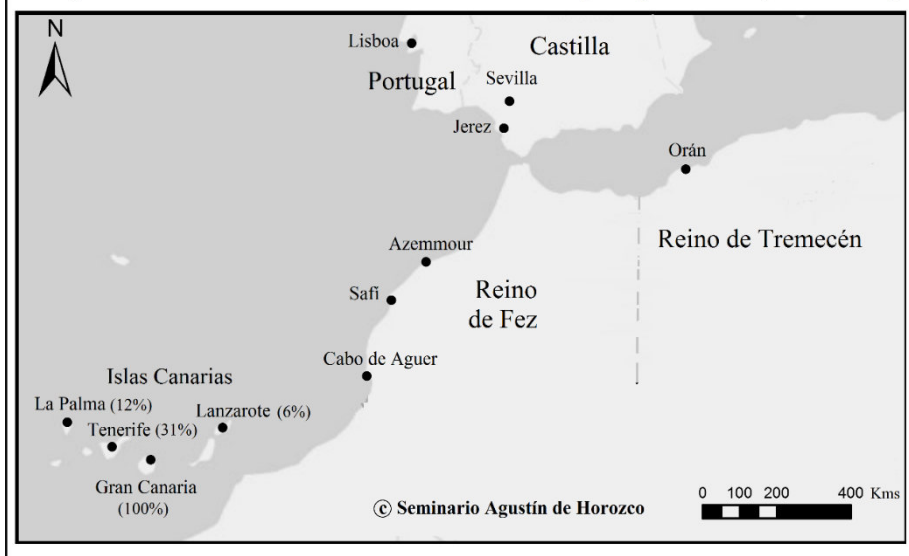 N
Lisboa
Castilla
Portugal
Sevilla
Jerez
Orán
Reino de Tremecén
Azemmour
Safí
Reino
de Fez
Cabo de Aguer
Islas Canarias
La Palma (12%)
Lanzarote (6%)
Tenerife (31%)
Gran Canaria
(100%)
© Seminario Agustín de Horozco
0 100 200 400 Kms